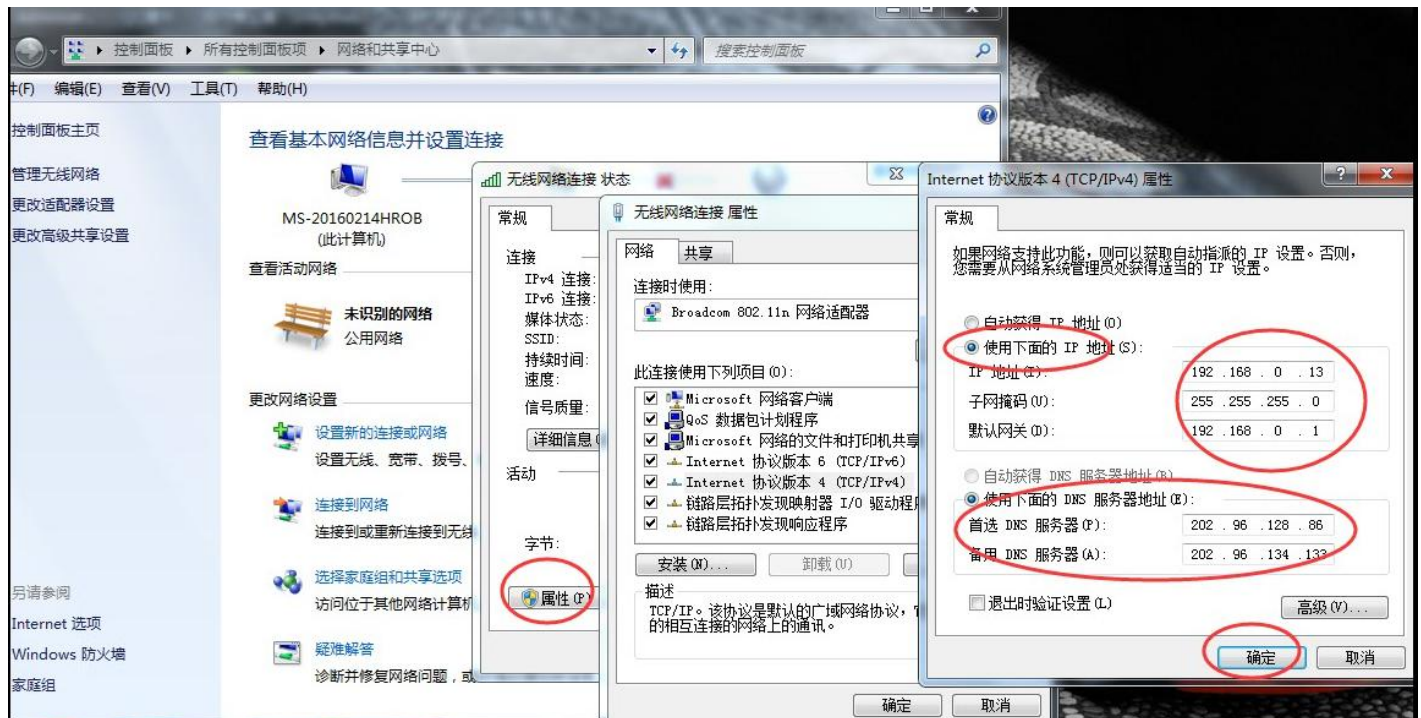 控制面板 ▸ 所有控制面板项 ▸ 网络和共享中心
搜索控制面板
(F) 编辑(E) 查看(V) 工具(T) 帮助(H)
控制面板主页
管理无线网络
更改适配器设置
更改高级共享设置
另请参阅
Internet 选项
Windows 防火墙
家庭组
查看基本网络信息并设置连接
MS-20160214HROB
(此计算机)
查看活动网络
未识别的网络
公用网络
更改网络设置
设置新的连接或网络
设置无线、宽带、拨号、
连接到网络
连接到或重新连接到无线
选择家庭组和共享选项
访问位于其他网络计算机
疑难解答
诊断并修复网络问题，或
无线网络连接 状态
常规
连接
IPv4 连接:
IPv6 连接:
媒体状态:
SSID:
持续时间:
速度:
信号质量:
详细信息(
活动
字节:
属性(P)
无线网络连接 属性
网络
共享
连接时使用:
Broadcom 802.11n 网络适配器
此连接使用下列项目(O):
Microsoft 网络客户端
QoS 数据包计划程序
Microsoft 网络的文件和打印机共享
Internet 协议版本 6 (TCP/IPv6)
Internet 协议版本 4 (TCP/IPv4)
链路层拓扑发现映射器 I/O 驱动程序
链路层拓扑发现响应程序
安装(N)...
卸载(U)
描述
TCP/IP。该协议是默认的广域网络协议，
的相互连接的网络上的通讯。
确定
取消
Internet 协议版本 4 (TCP/IPv4) 属性
常规
如果网络支持此功能，则可以获取自动指派的 IP 设置。否则，
您需要从网络系统管理员处获得适当的 IP 设置。
自动获得 IP 地址(O)
使用下面的 IP 地址(S):
IP 地址(I): 192 . 168 . 0 . 13
子网掩码(U): 255 . 255 . 255 . 0
默认网关(D): 192 . 168 . 0 . 1
自动获得 DNS 服务器地址(B)
使用下面的 DNS 服务器地址(E):
首选 DNS 服务器(P): 202 . 96 . 128 . 86
备用 DNS 服务器(A): 202 . 96 . 134 . 133
退出时验证设置(L)
高级(V)...
确定
取消